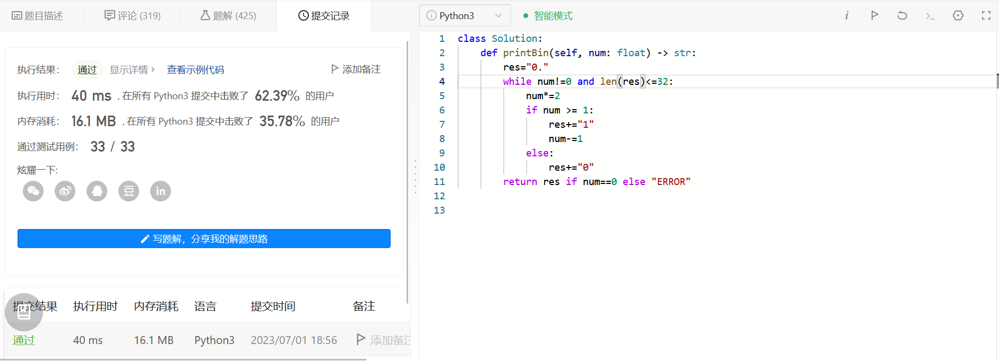 题目描述
评论 (319)
题解 (425)
提交记录
执行结果：
通过
显示详情 ›
查看示例代码
添加备注
执行用时： 40 ms , 在所有 Python3 提交中击败了 62.39% 的用户
内存消耗： 16.1 MB , 在所有 Python3 提交中击败了 35.78% 的用户
通过测试用例： 33 / 33
炫耀一下:
写题解，分享我的解题思路
提交结果 执行用时 内存消耗 语言 提交时间 备注
通过 40 ms 16.1 MB Python3 2023/07/01 18:56 添加备注
Python3
智能模式
1 class Solution:
2     def printBin(self, num: float) -> str:
3         res="0."
4         while num!=0 and len(res)<=32:
5             num*=2
6             if num >= 1:
7                 res+="1"
8                 num-=1
9             else:
10                 res+="0"
11         return res if num==0 else "ERROR"
12
13